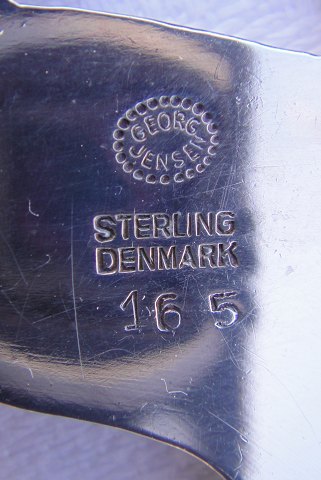 GEORG
JENSEN
STERLING
DENMARK
165